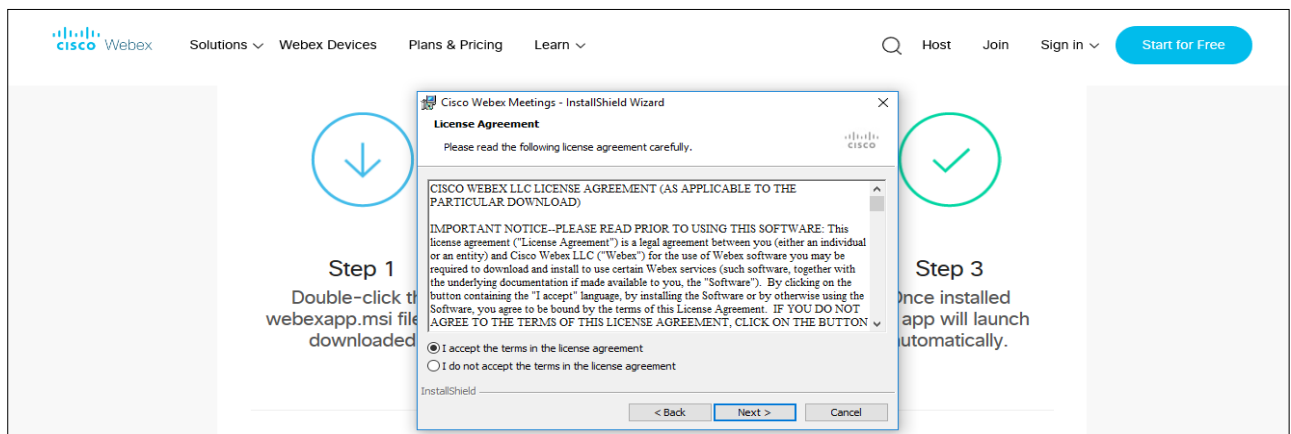 cisco Webex Solutions Webex Devices Plans & Pricing Learn Host Join Sign in Start for Free
Cisco Webex Meetings - InstallShield Wizard
License Agreement
Please read the following license agreement carefully.
cisco
CISCO WEBEX LLC LICENSE AGREEMENT (AS APPLICABLE TO THE
PARTICULAR DOWNLOAD)
IMPORTANT NOTICE--PLEASE READ PRIOR TO USING THIS SOFTWARE: This
license agreement ("License Agreement") is a legal agreement between you (either an individual
or an entity) and Cisco Webex LLC ("Webex") for the use of Webex software you may be
required to download and install to use certain Webex services (such software, together with
the underlying documentation if made available to you, the "Software"). By clicking on the
button containing the "I accept" language, by installing the Software or by otherwise using the
Software, you agree to be bound by the terms of this License Agreement. IF YOU DO NOT
AGREE TO THE TERMS OF THIS LICENSE AGREEMENT, CLICK ON THE BUTTON
I accept the terms in the license agreement
I do not accept the terms in the license agreement
InstallShield
< Back Next > Cancel
Step 1
Double-click
webexapp.msi
downloaded
Step 3
installed
app will launch